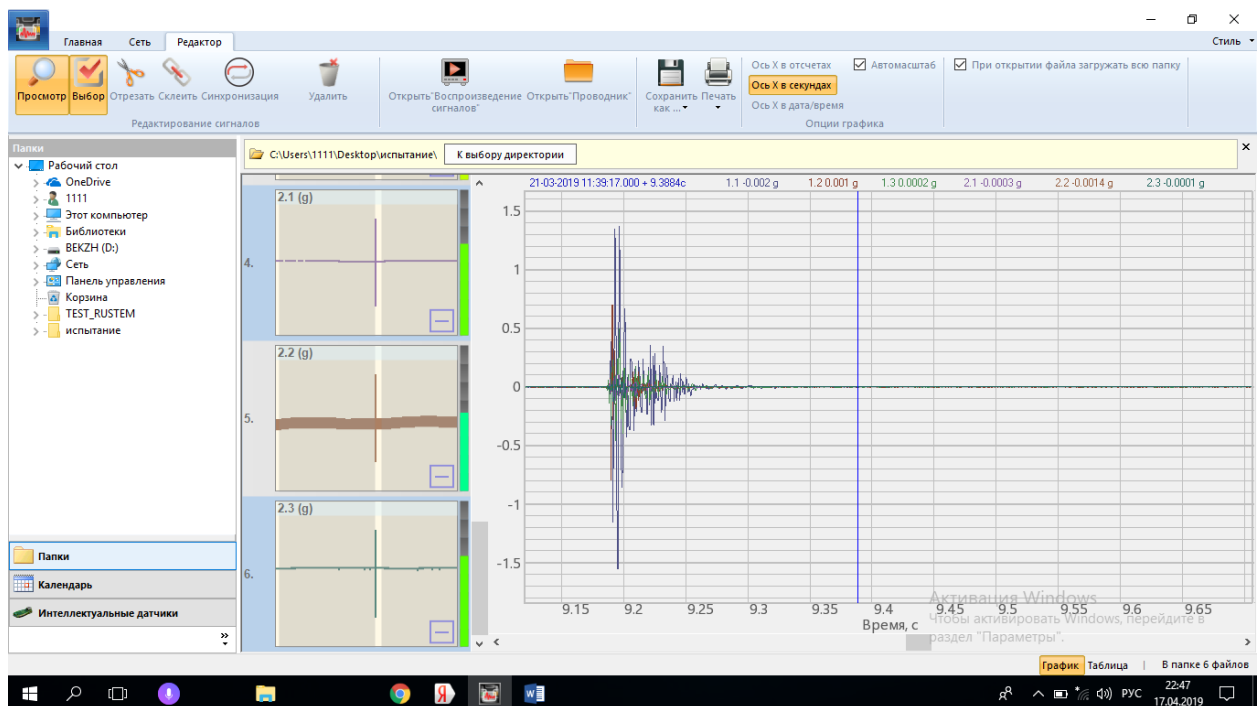 Главная Сеть Редактор Стиль
Просмотр Выбор Отрезать Склеить Синхронизация Удалить
Редактирование сигналов
Открыть"Воспроизведение сигналов" Открыть"Проводник"
Сохранить как ... Печать
Ось X в отсчетах Автомасштаб При открытии файла загружать всю папку
Ось X в секундах
Ось X в дата/время
Опции графика
Папки
Рабочий стол
OneDrive
1111
Этот компьютер
Библиотеки
BEKZH (D:)
Сеть
Панель управления
Корзина
TEST_RUSTEM
испытание
Папки
Календарь
Интеллектуальные датчики
C:\Users\1111\Desktop\испытание\ К выбору директории
2.1 (g)
4.
2.2 (g)
5.
2.3 (g)
6.
21-03-2019 11:39:17.000 + 9.3884c 1.1 -0.002 g 1.2 0.001 g 1.3 0.0002 g 2.1 -0.0003 g 2.2 -0.0014 g 2.3 -0.0001 g
1.5
1
0.5
0
-0.5
-1
-1.5
9.15 9.2 9.25 9.3 9.35 9.4 9.45 9.5 9.55 9.6 9.65
Время, с
Активация Windows
Чтобы активировать Windows, перейдите в
раздел "Параметры".
График Таблица | В папке 6 файлов
РУС 22:47
17.04.2019